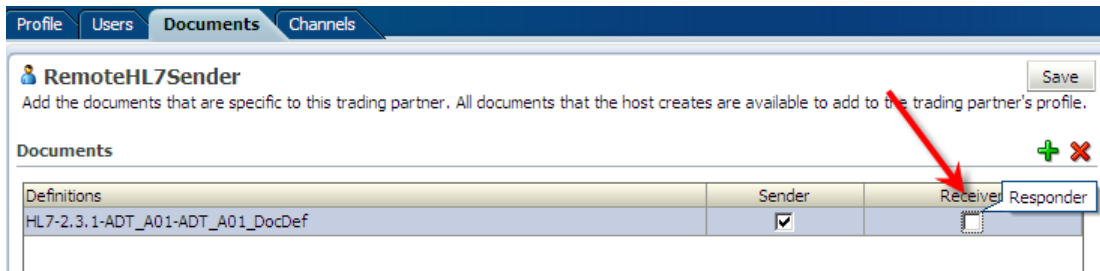 Profile Users Documents Channels
RemoteHL7Sender Save
Add the documents that are specific to this trading partner. All documents that the host creates are available to add to the trading partner's profile.
Documents
Definitions Sender Receiver
Responder
HL7-2.3.1-ADT_A01-ADT_A01_DocDef